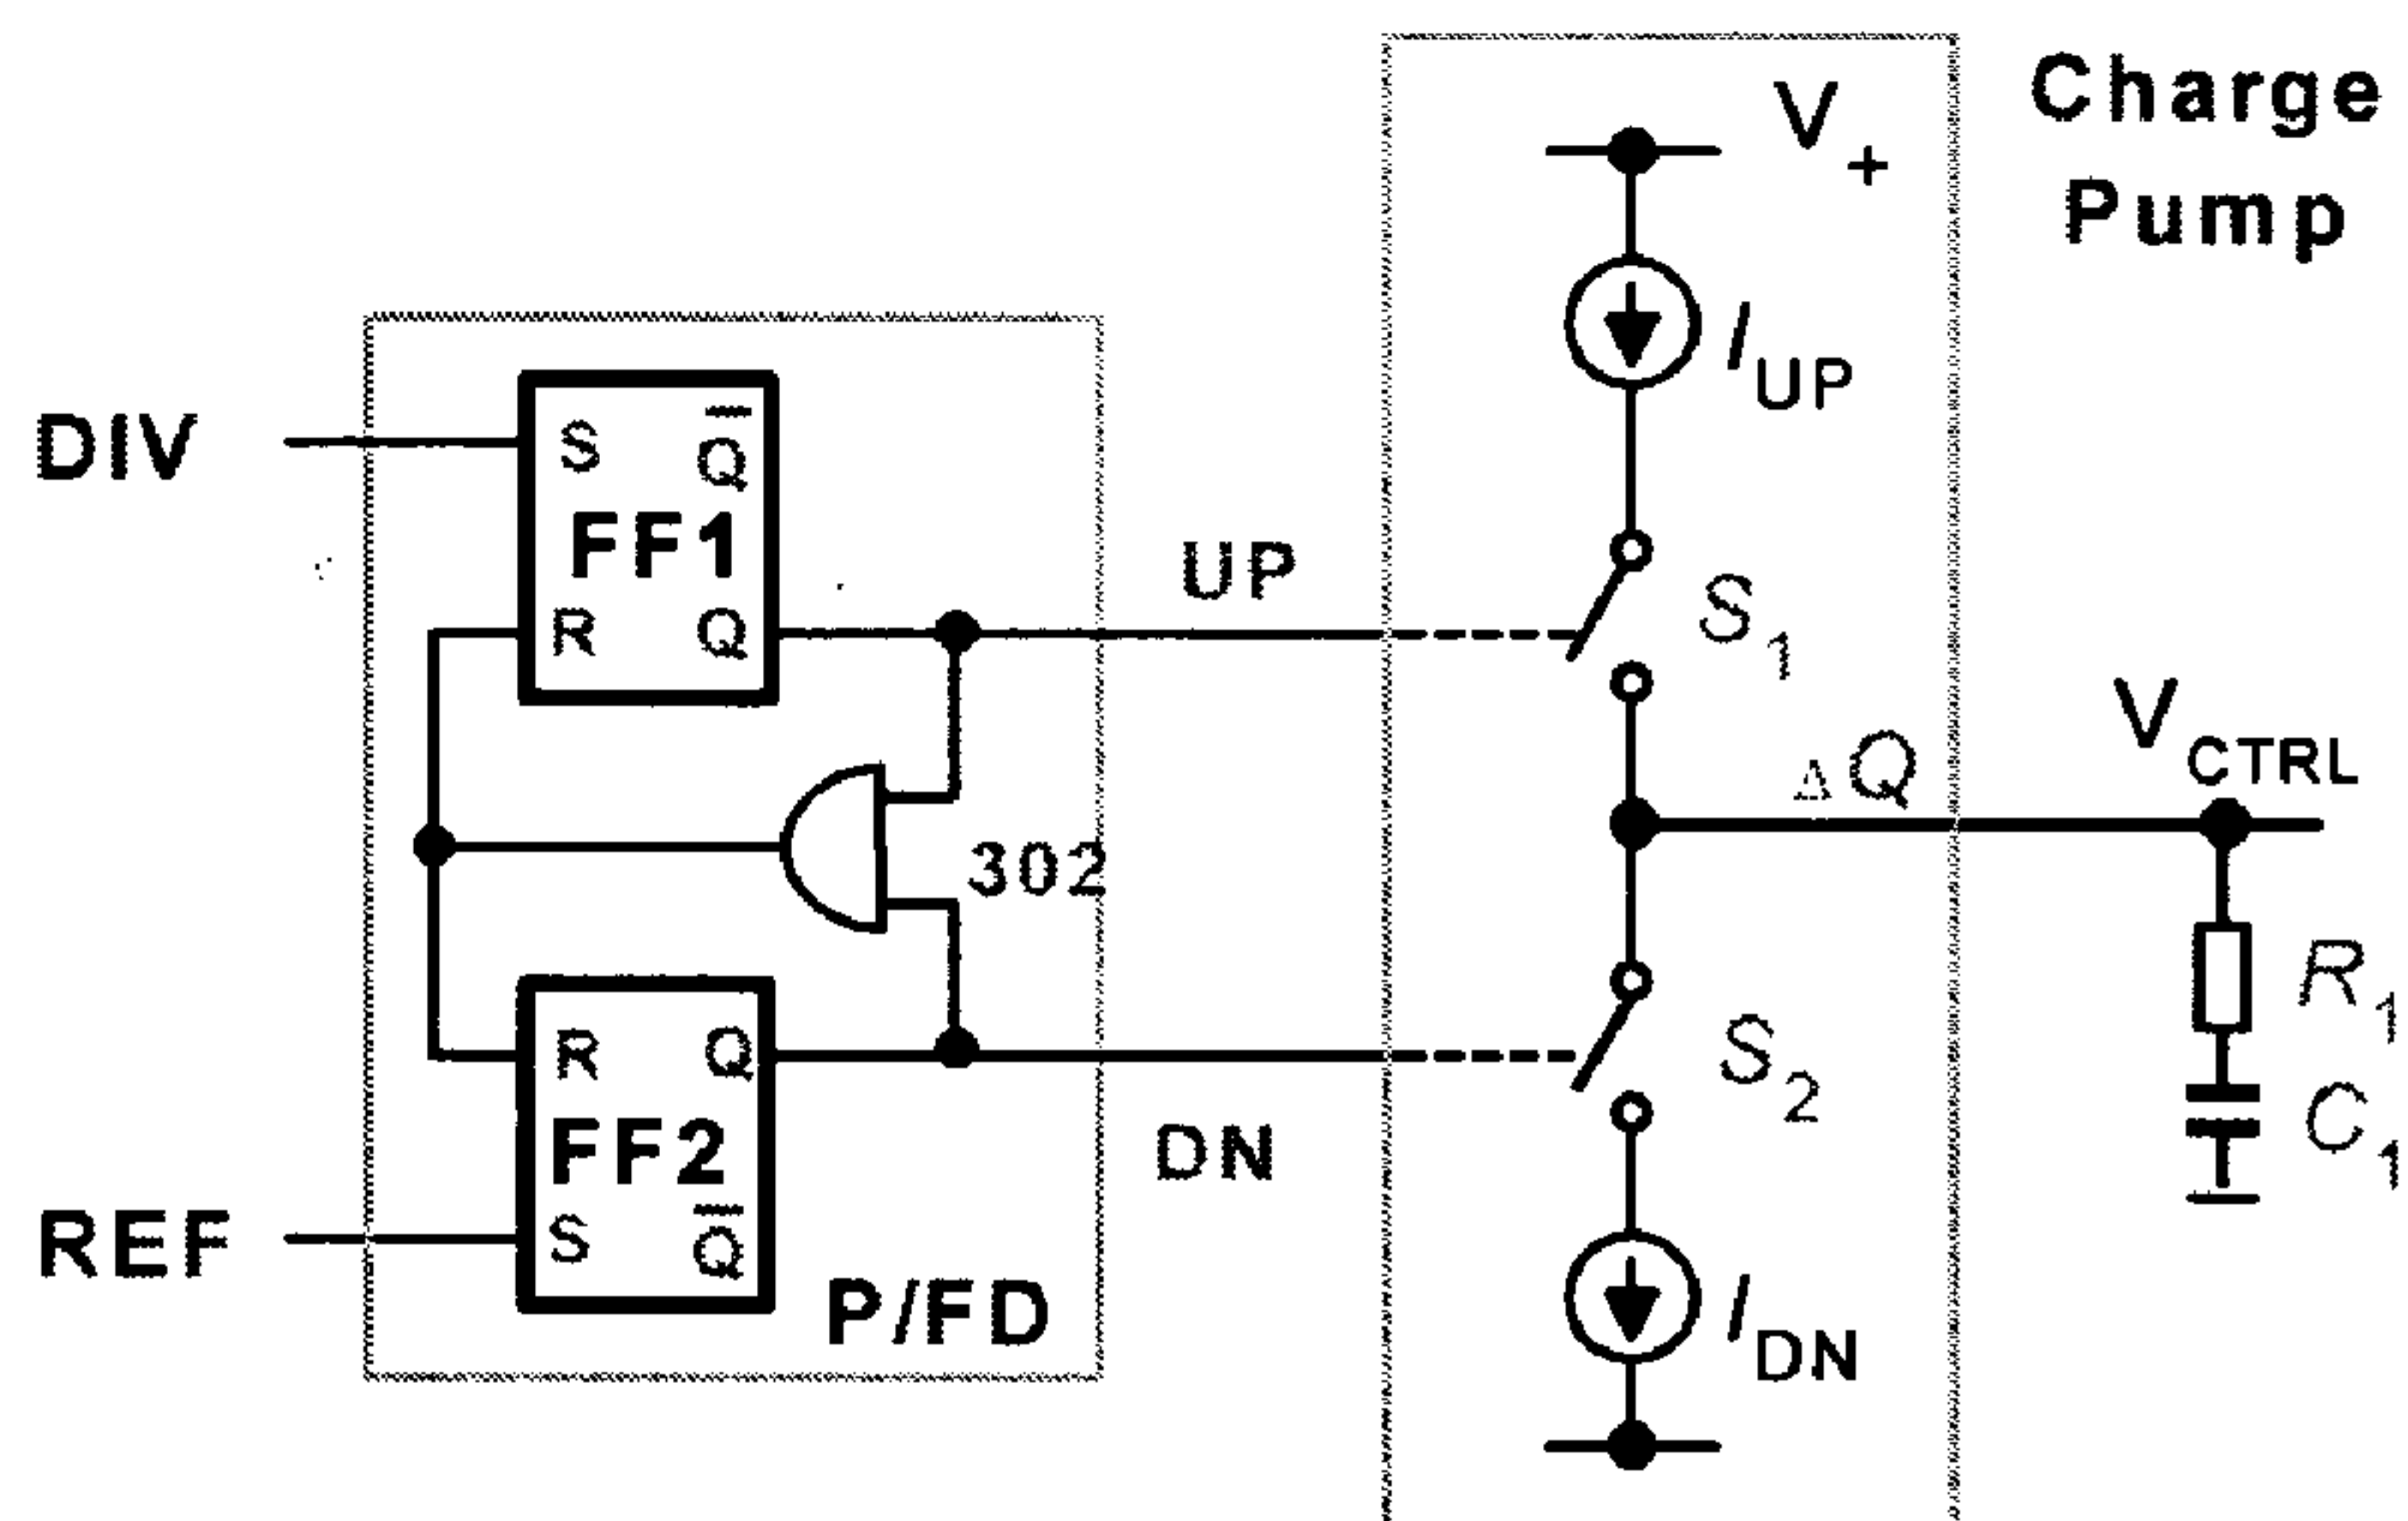 Charge
Pump
V+
IUP
DIV
S Q̅
FF1
R Q
UP
S1
302
ΔQ
VCTRL
R1
C1
R Q
FF2
S Q̅
DN
S2
REF
P/FD
IDN